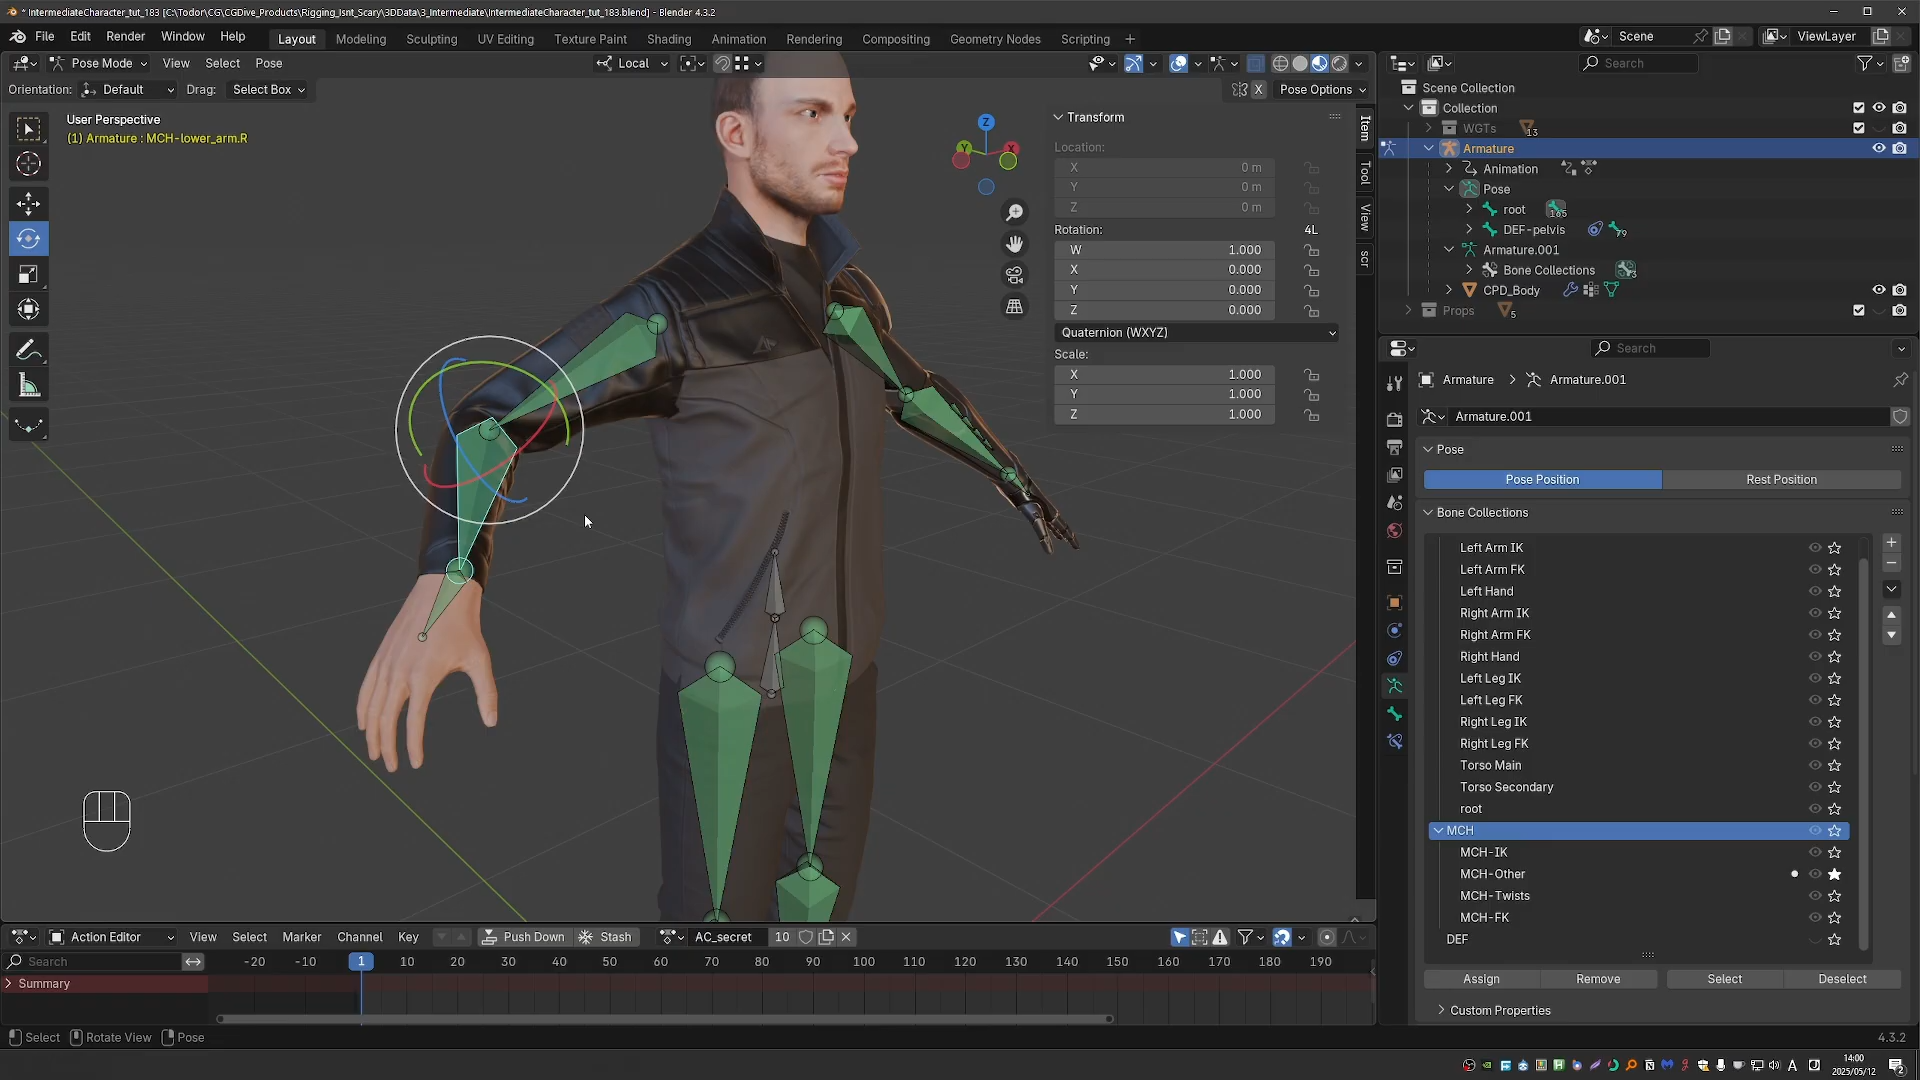 * IntermediateCharacter_tut_183 [C:\Todor\CG\CGDive_Products\Rigging_Isnt_Scary\3DData\3_Intermediate\IntermediateCharacter_tut_183.blend] - Blender 4.3.2
File Edit Render Window Help Layout Modeling Sculpting UV Editing Texture Paint Shading Animation Rendering Compositing Geometry Nodes Scripting + Scene ViewLayer
Pose Mode View Select Pose Local Search
Orientation: Default Drag: Select Box X Pose Options
User Perspective
(1) Armature : MCH-lower_arm.R
Z
Y
X
Transform
Location:
X 0 m
Y 0 m
Z 0 m
Rotation: 4L
W 1.000
X 0.000
Y 0.000
Z 0.000
Quaternion (WXYZ)
Scale:
X 1.000
Y 1.000
Z 1.000
Item
Tool
View
scr
Scene Collection
Collection
WGTs 13
Armature
Animation
Pose
root 165
DEF-pelvis 79
Armature.001
Bone Collections 3
CPD_Body
Props 5
Search
Armature > Armature.001
Armature.001
Pose
Pose Position Rest Position
Bone Collections
Left Arm IK
Left Arm FK
Left Hand
Right Arm IK
Right Arm FK
Right Hand
Left Leg IK
Left Leg FK
Right Leg IK
Right Leg FK
Torso Main
Torso Secondary
root
MCH
MCH-IK
MCH-Other
MCH-Twists
MCH-FK
DEF
Assign Remove Select Deselect
Custom Properties
Action Editor View Select Marker Channel Key Push Down Stash AC_secret 10
Search -20 -10 1 10 20 30 40 50 60 70 80 90 100 110 120 130 140 150 160 170 180 190
Summary
Select Rotate View Pose 4.3.2
A 14:00
2025/05/12 2